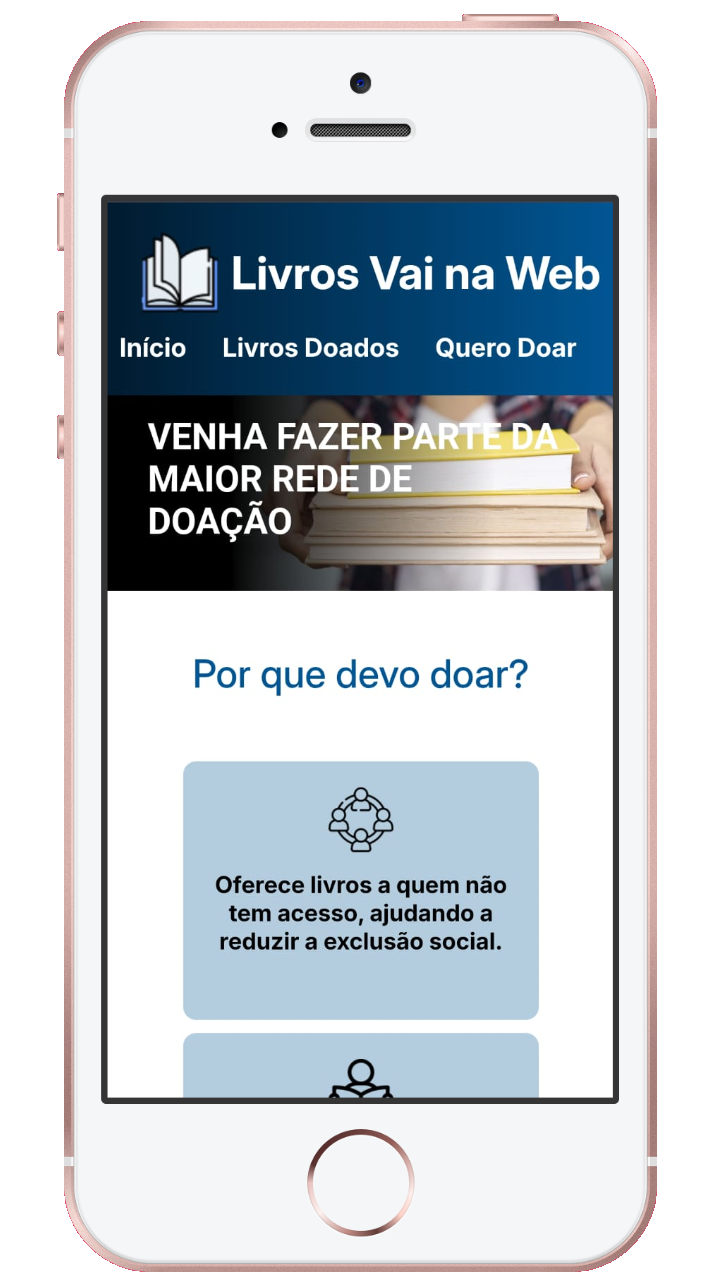 Livros Vai na Web
Início Livros Doados Quero Doar
VENHA FAZER PARTE DA
MAIOR REDE DE
DOAÇÃO
Por que devo doar?
Oferece livros a quem não
tem acesso, ajudando a
reduzir a exclusão social.